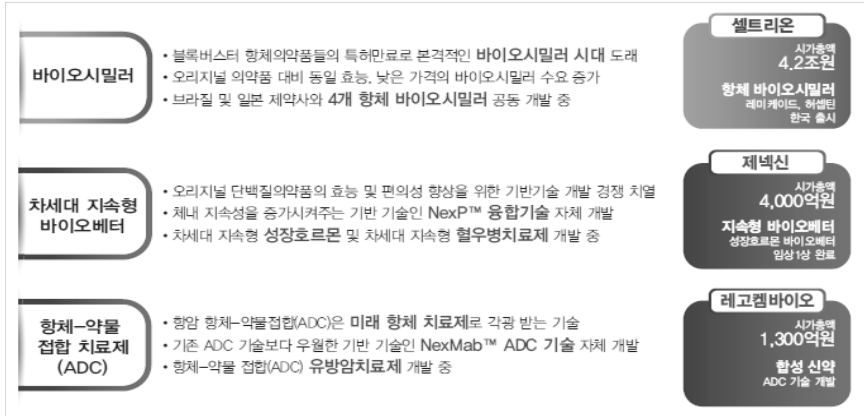 바이오시밀러
• 블록버스터 항체의약품들의 특허만료로 본격적인 바이오시밀러 시대 도래
• 오리지널 의약품 대비 동일 효능, 낮은 가격의 바이오시밀러 수요 증가
• 브라질 및 일본 제약사와 4개 항체 바이오시밀러 공동 개발 중
셀트리온
시가총액
4.2조원
항체 바이오시밀러
레미케이드, 허셉틴
한국 출시
차세대 지속형
바이오베터
• 오리지널 단백질의약품의 효능 및 편의성 향상을 위한 기반기술 개발 경쟁 치열
• 체내 지속성을 증가시켜주는 기반 기술인 NexP™ 융합기술 자체 개발
• 차세대 지속형 성장호르몬 및 차세대 지속형 혈우병치료제 개발 중
제넥신
시가총액
4,000억원
지속형 바이오베터
성장호르몬 바이오베터
임상1상 완료
항체-약물
접합 치료제
(ADC)
• 항암 항체-약물접합(ADC)은 미래 항체 치료제로 각광 받는 기술
• 기존 ADC 기술보다 우월한 기반 기술인 NexMab™ ADC 기술 자체 개발
• 항체-약물 접합(ADC) 유방암치료제 개발 중
레고켐바이오
시가총액
1,300억원
합성 신약
ADC 기술 개발